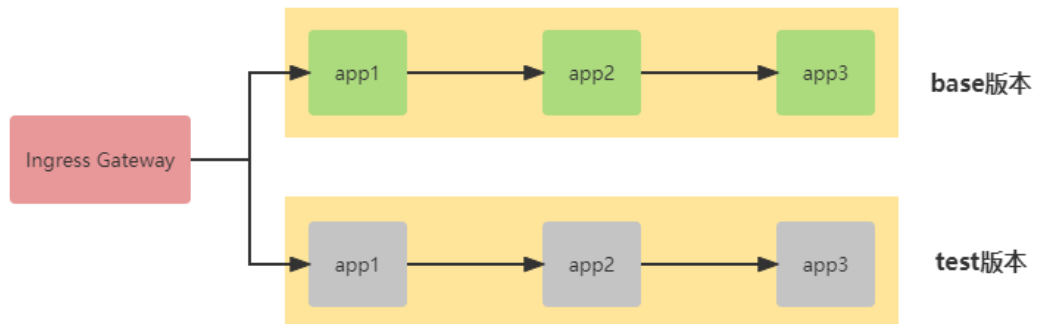 app1
app2
app3
base版本
Ingress Gateway
app1
app2
app3
test版本